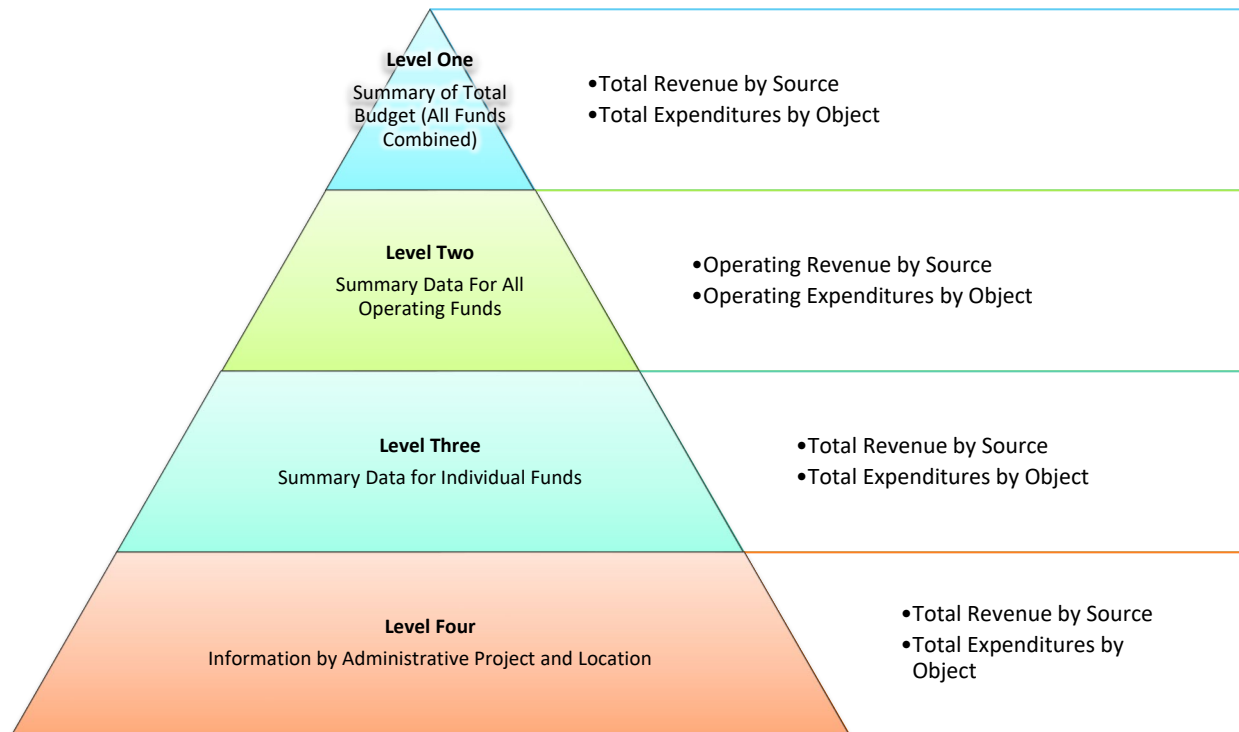 Level One
Summary of Total
Budget (All Funds
Combined)
•Total Revenue by Source
•Total Expenditures by Object
Level Two
Summary Data For All
Operating Funds
•Operating Revenue by Source
•Operating Expenditures by Object
Level Three
Summary Data for Individual Funds
•Total Revenue by Source
•Total Expenditures by Object
Level Four
Information by Administrative Project and Location
•Total Revenue by Source
•Total Expenditures by
Object